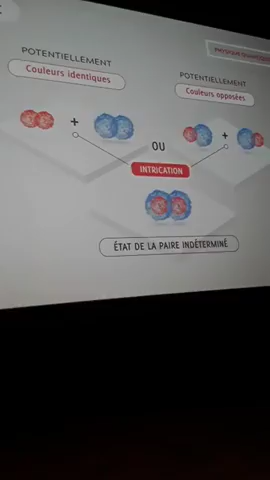 PHYSIQUE QUANTIQUE
POTENTIELLEMENT
Couleurs identiques
POTENTIELLEMENT
Couleurs opposées
+
OU
+
INTRICATION
ÉTAT DE LA PAIRE INDÉTERMINÉ